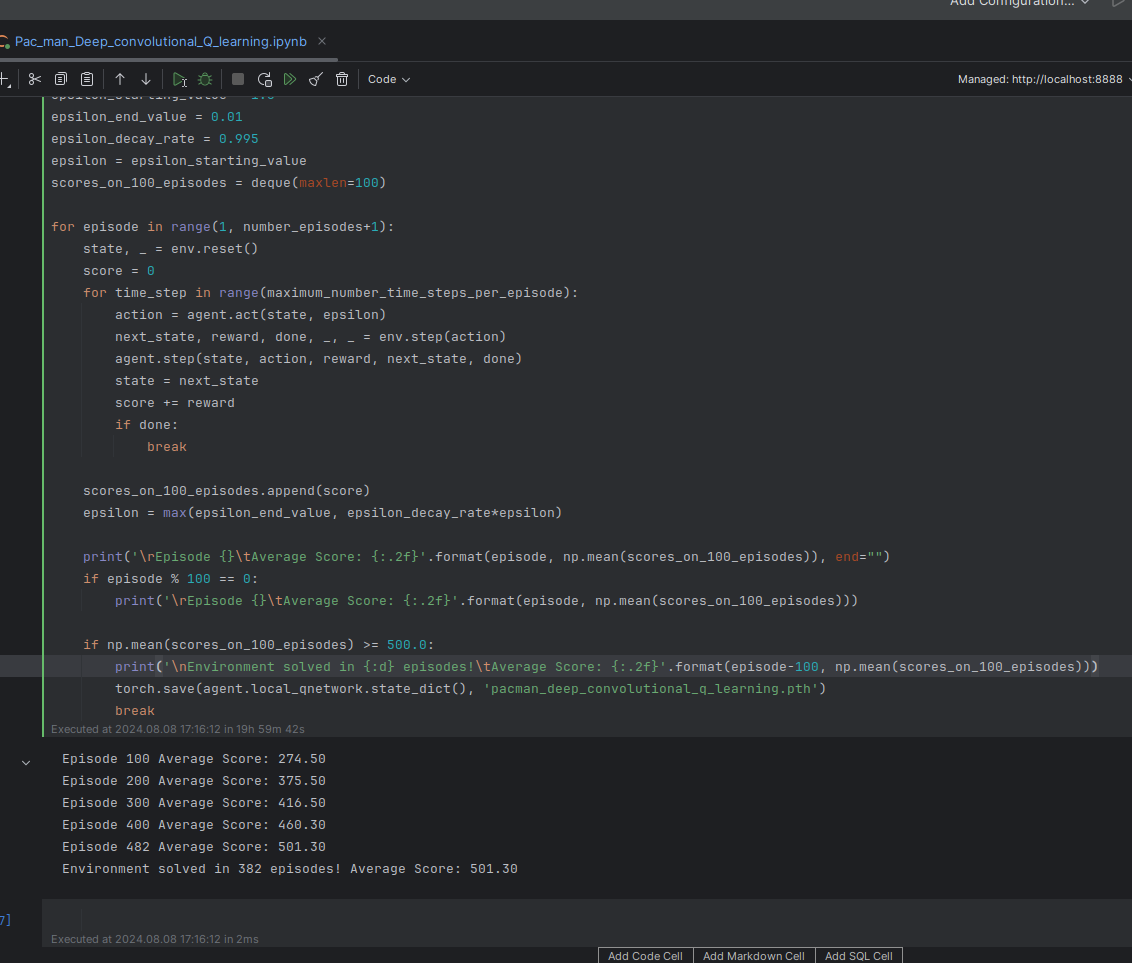 Add Configuration...
Pac_man_Deep_convolutional_Q_learning.ipynb
Code
Managed: http://localhost:8888
epsilon_end_value = 0.01
epsilon_decay_rate = 0.995
epsilon = epsilon_starting_value
scores_on_100_episodes = deque(maxlen=100)
for episode in range(1, number_episodes+1):
    state, _ = env.reset()
    score = 0
    for time_step in range(maximum_number_time_steps_per_episode):
        action = agent.act(state, epsilon)
        next_state, reward, done, _, _ = env.step(action)
        agent.step(state, action, reward, next_state, done)
        state = next_state
        score += reward
        if done:
            break
    scores_on_100_episodes.append(score)
    epsilon = max(epsilon_end_value, epsilon_decay_rate*epsilon)
    print('\rEpisode {}\tAverage Score: {:.2f}'.format(episode, np.mean(scores_on_100_episodes)), end="")
    if episode % 100 == 0:
        print('\rEpisode {}\tAverage Score: {:.2f}'.format(episode, np.mean(scores_on_100_episodes)))
    if np.mean(scores_on_100_episodes) >= 500.0:
        print('\nEnvironment solved in {:d} episodes!\tAverage Score: {:.2f}'.format(episode-100, np.mean(scores_on_100_episodes)))
        torch.save(agent.local_qnetwork.state_dict(), 'pacman_deep_convolutional_q_learning.pth')
        break
Executed at 2024.08.08 17:16:12 in 19h 59m 42s
Episode 100 Average Score: 274.50
Episode 200 Average Score: 375.50
Episode 300 Average Score: 416.50
Episode 400 Average Score: 460.30
Episode 482 Average Score: 501.30
Environment solved in 382 episodes! Average Score: 501.30
7]
Executed at 2024.08.08 17:16:12 in 2ms
Add Code Cell
Add Markdown Cell
Add SQL Cell